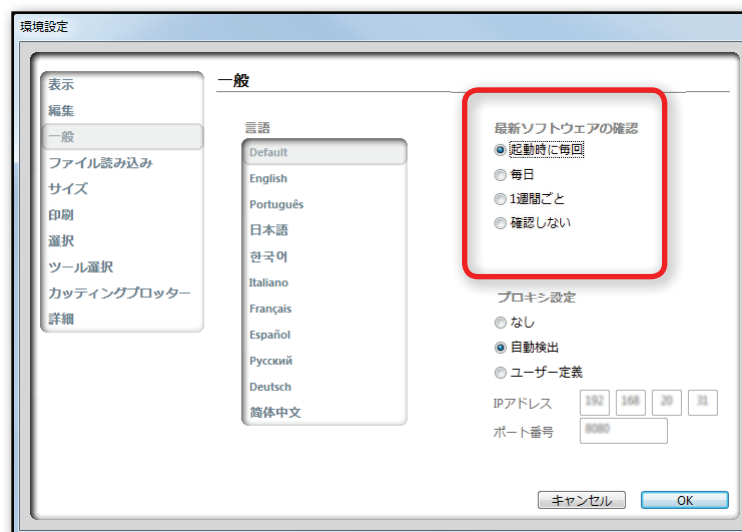 環境設定
表示
編集
一般
ファイル読み込み
サイズ
印刷
選択
ツール選択
カッティングプロッター
詳細
一般
言語
Default
English
Português
日本語
한국어
Italiano
Français
Español
Русский
Deutsch
简体中文
最新ソフトウェアの確認
起動時に毎回
毎日
1週間ごと
確認しない
プロキシ設定
なし
自動検出
ユーザー定義
IPアドレス 192 168 20 31
ポート番号 8080
キャンセル OK